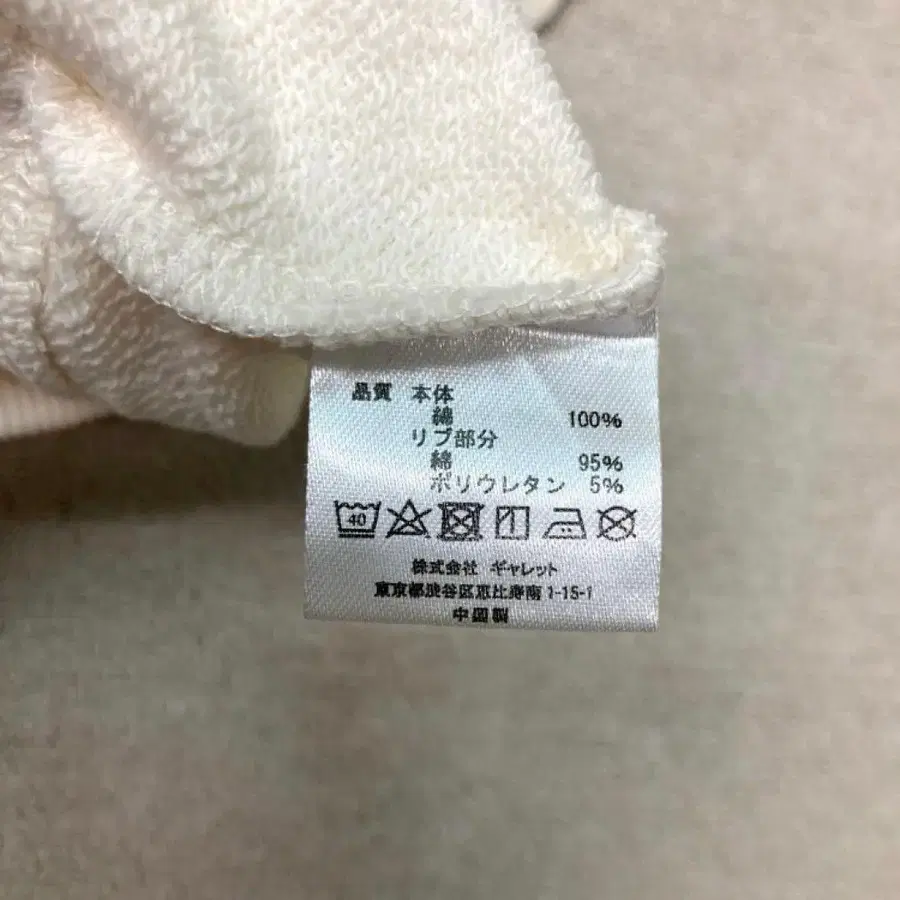 品質 本体
綿 100%
リブ部分
綿 95%
ポリウレタン 5%
40
株式会社 ギャレット
東京都渋谷区恵比寿南 1-15-1
中国製